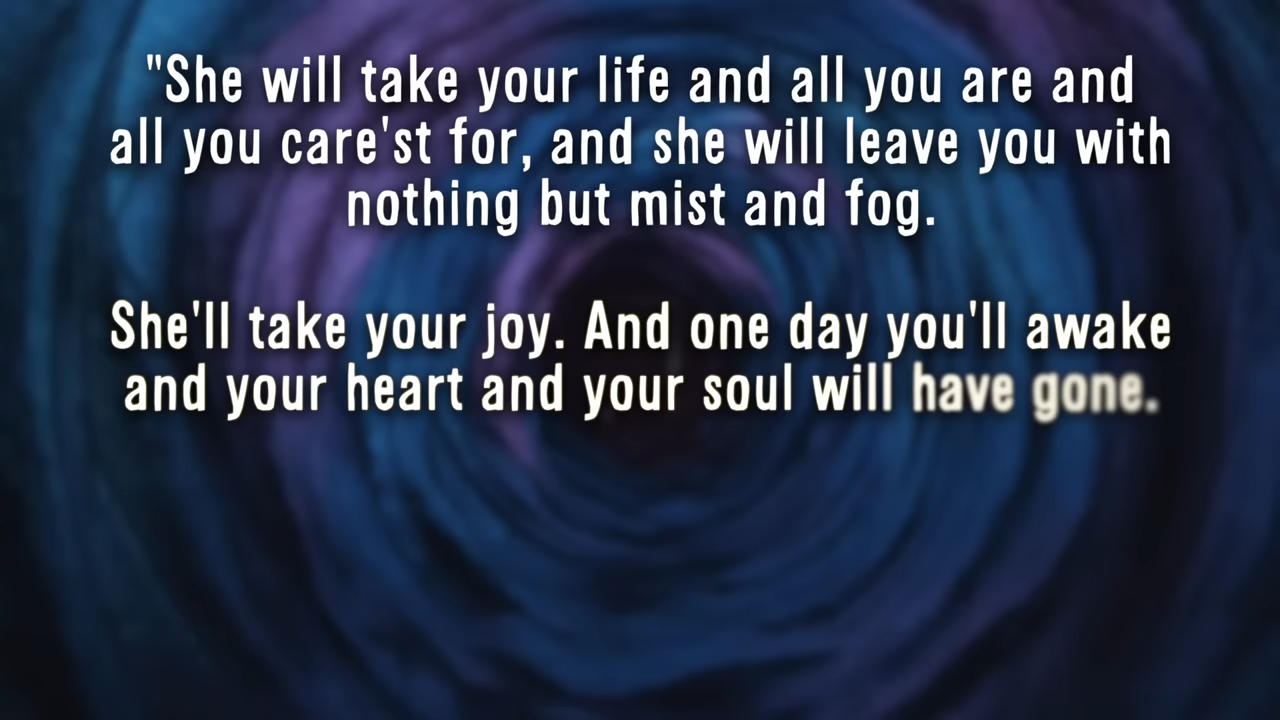 "She will take your life and all you are and
all you care'st for, and she will leave you with
nothing but mist and fog.
She'll take your joy. And one day you'll awake
and your heart and your soul will have gone.